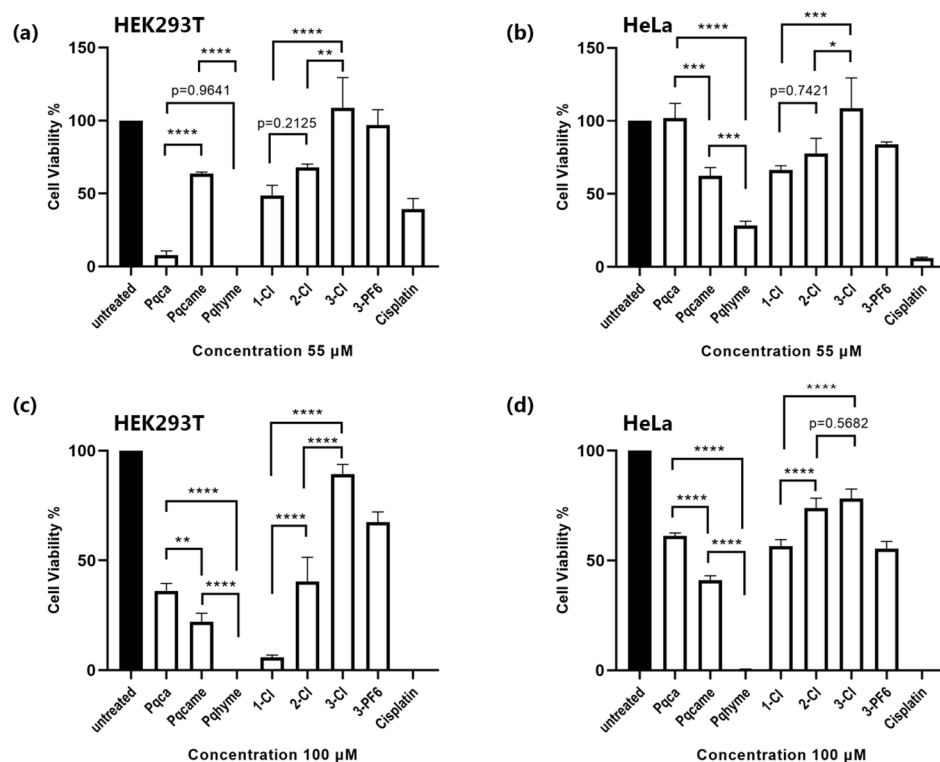 (a)
HEK293T
Cell Viability %
150
100
50
0
****
p=0.9641
****
****
**
p=0.2125
untreated
Pqca
Pqcame
Pqhyme
1-Cl
2-Cl
3-Cl
3-PF6
Cisplatin
Concentration 55 µM
(b)
HeLa
Cell Viability %
150
100
50
0
****
***
***
***
*
p=0.7421
untreated
Pqca
Pqcame
Pqhyme
1-Cl
2-Cl
3-Cl
3-PF6
Cisplatin
Concentration 55 µM
(c)
HEK293T
Cell Viability %
100
50
0
****
**
****
****
****
****
untreated
Pqca
Pqcame
Pqhyme
1-Cl
2-Cl
3-Cl
3-PF6
Cisplatin
Concentration 100 µM
(d)
HeLa
Cell Viability %
100
50
0
****
****
****
****
p=0.5682
****
untreated
Pqca
Pqcame
Pqhyme
1-Cl
2-Cl
3-Cl
3-PF6
Cisplatin
Concentration 100 µM